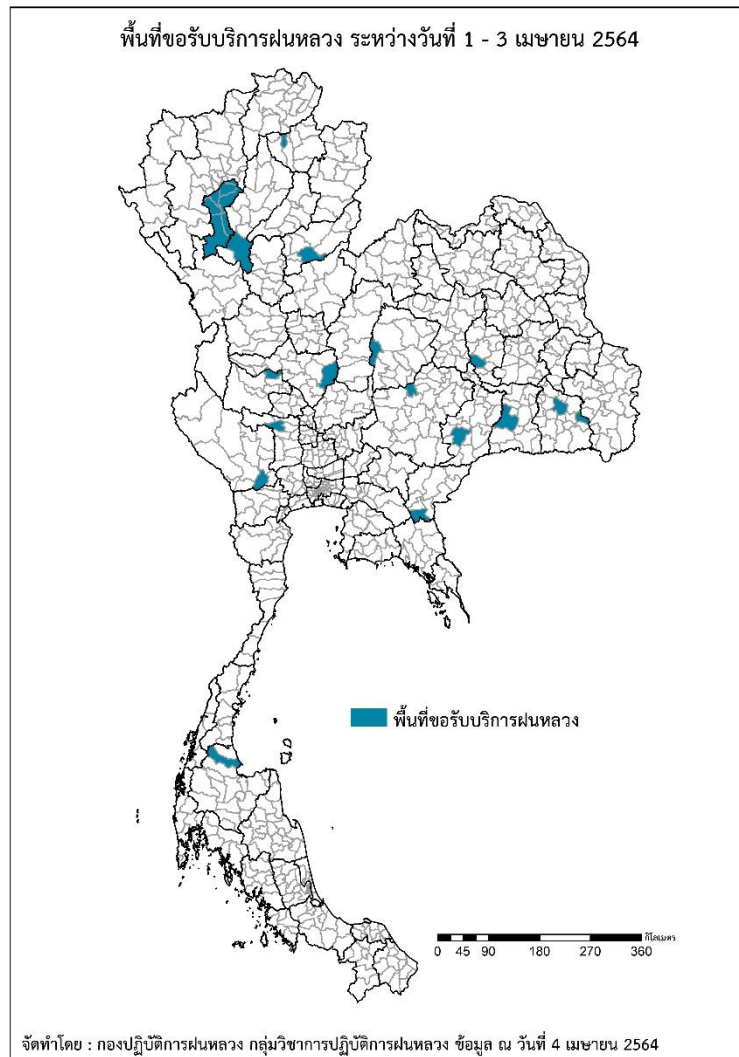 พื้นที่ขอรับบริการฝนหลวง ระหว่างวันที่ 1 - 3 เมษายน 2564
พื้นที่ขอรับบริการฝนหลวง
กิโลเมตร
0 45 90 180 270 360
จัดทำโดย : กองปฏิบัติการฝนหลวง กลุ่มวิชาการปฏิบัติการฝนหลวง ข้อมูล ณ วันที่ 4 เมษายน 2564